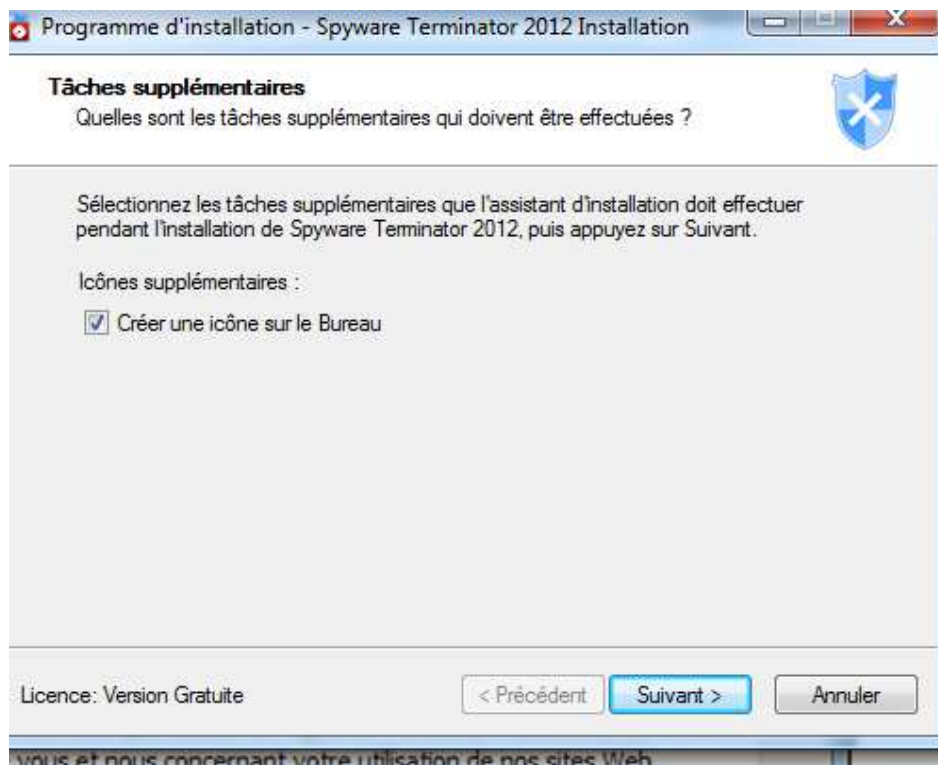 Programme d'installation - Spyware Terminator 2012 Installation
Tâches supplémentaires
Quelles sont les tâches supplémentaires qui doivent être effectuées ?
Sélectionnez les tâches supplémentaires que l'assistant d'installation doit effectuer
pendant l'installation de Spyware Terminator 2012, puis appuyez sur Suivant.
Icônes supplémentaires :
Créer une icône sur le Bureau
Licence: Version Gratuite
< Précédent
Suivant >
Annuler
vous et nous concernant votre utilisation de nos sites Web